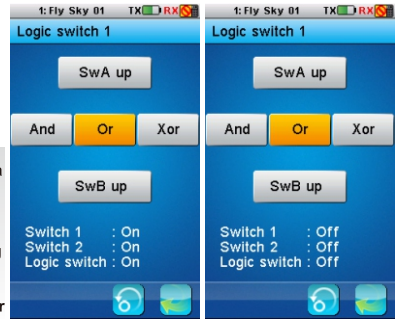 1: Fly Sky 01 TX RX
Logic switch 1
SwA up
And Or Xor
SwB up
Switch 1 : On
Switch 2 : On
Logic switch : On
1: Fly Sky 01 TX RX
Logic switch 1
SwA up
And Or Xor
SwB up
Switch 1 : Off
Switch 2 : Off
Logic switch : Off